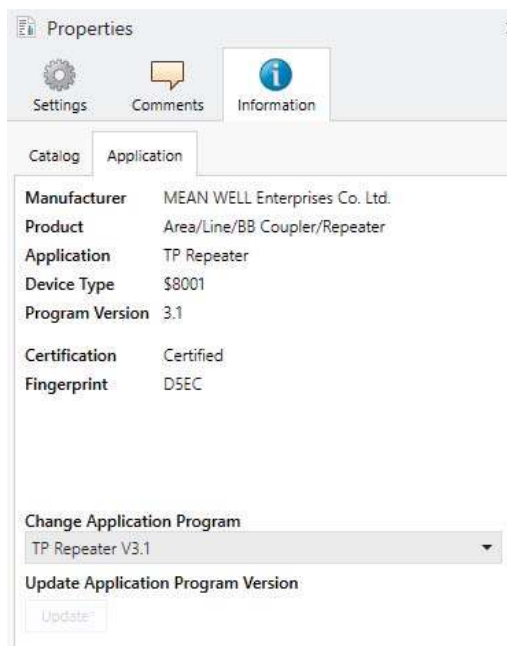 Properties
Settings Comments Information
Catalog Application
Manufacturer MEAN WELL Enterprises Co. Ltd.
Product Area/Line/BB Coupler/Repeater
Application TP Repeater
Device Type $8001
Program Version 3.1
Certification Certified
Fingerprint D5EC
Change Application Program
TP Repeater V3.1
Update Application Program Version
Update